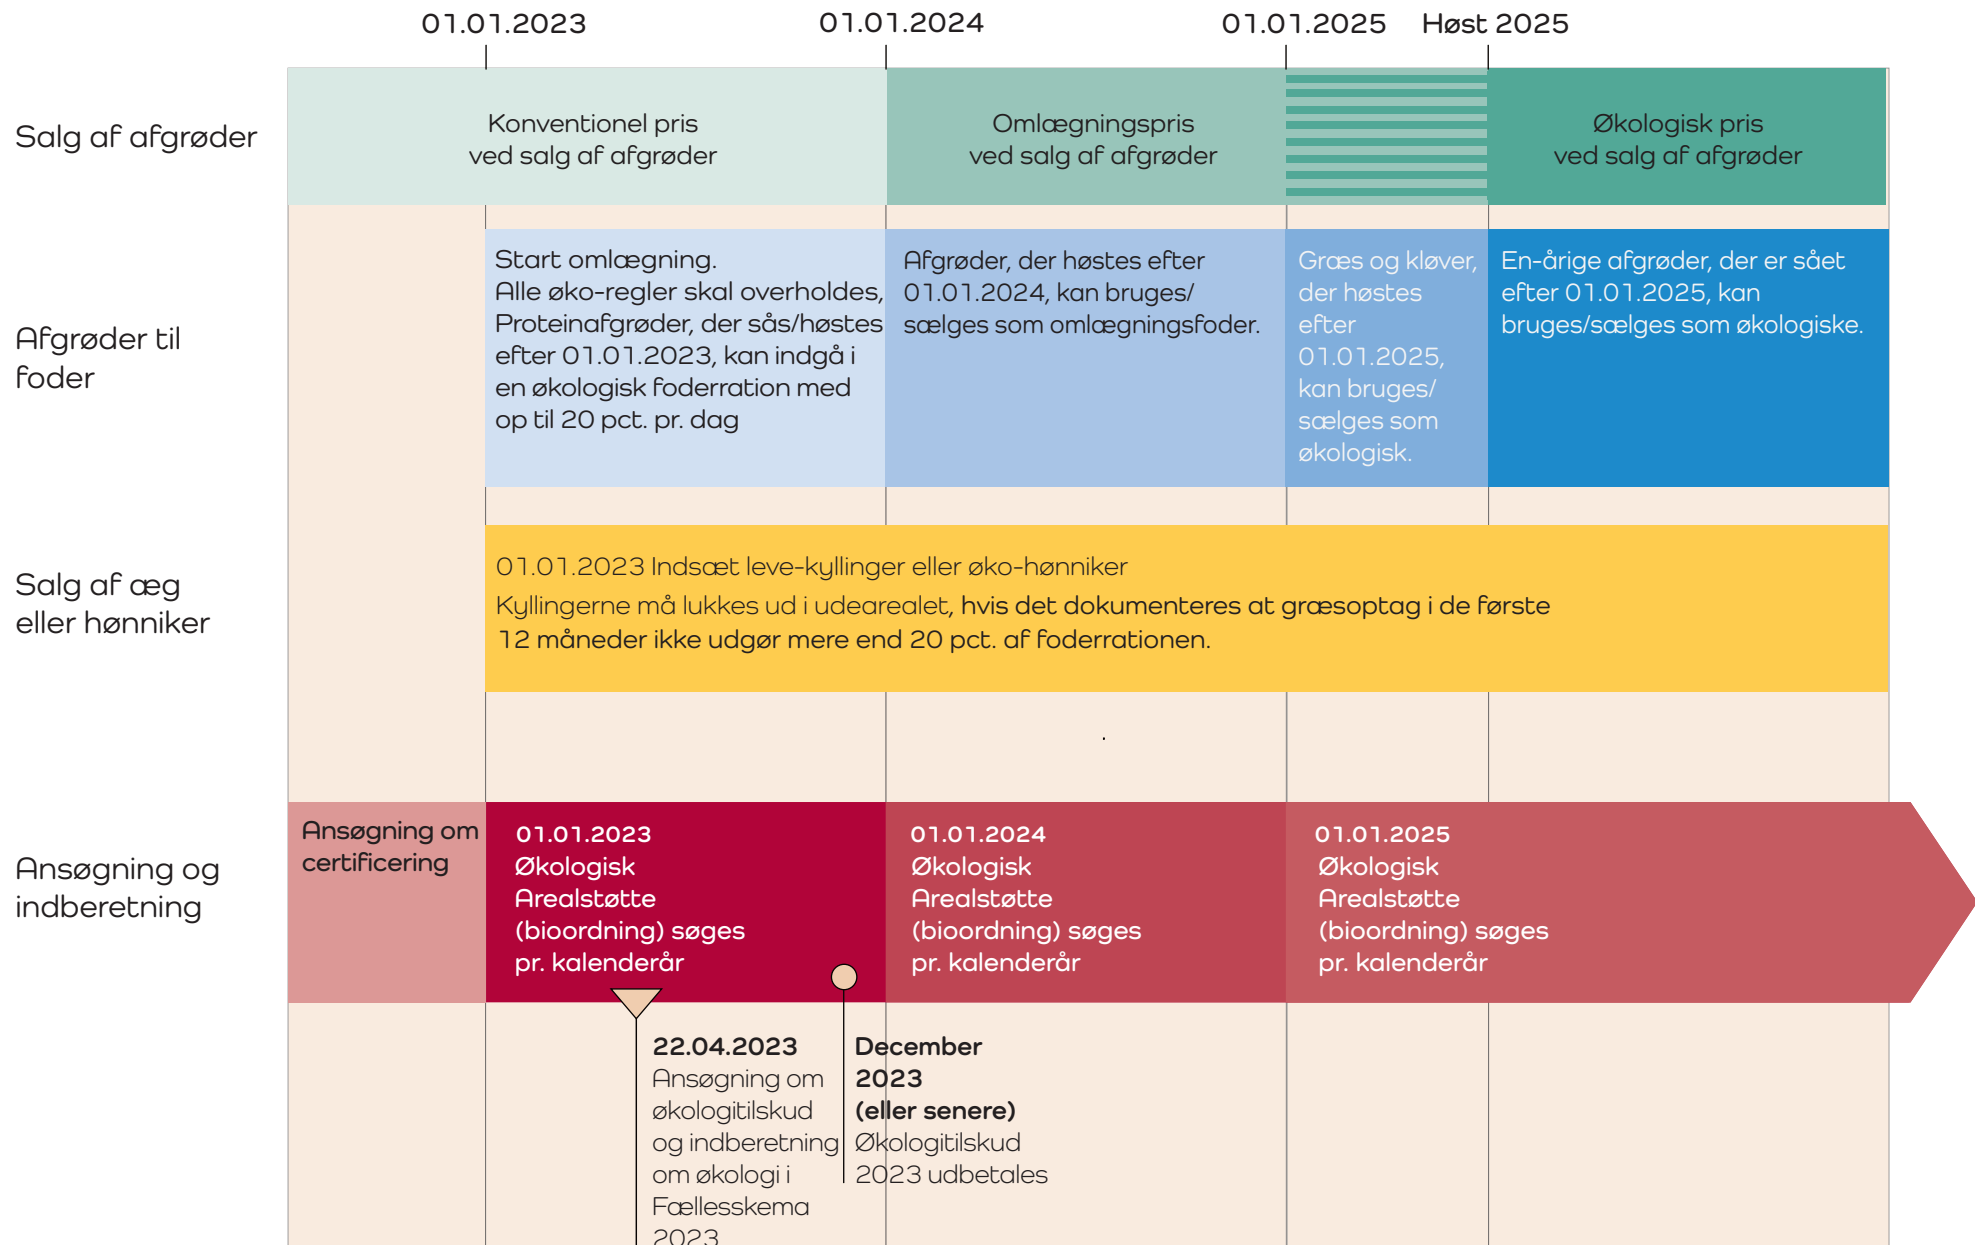 01.01.2023
01.01.2024
01.01.2025
Høst 2025
Salg af afgrøder
Konventionel pris
ved salg af afgrøder
Omlægningspris
ved salg af afgrøder
Økologisk pris
ved salg af afgrøder
Afgrøder til
foder
Start omlægning.
Alle øko-regler skal overholdes,
Proteinafgrøder, der sås/høstes
efter 01.01.2023, kan indgå i
en økologisk foderration med
op til 20 pct. pr. dag
Afgrøder, der høstes efter
01.01.2024, kan bruges/
sælges som omlægningsfoder.
Græs og kløver,
der høstes
efter
01.01.2025,
kan bruges/
sælges som
økologisk.
En-årige afgrøder, der er sået
efter 01.01.2025, kan
bruges/sælges som økologiske.
Salg af æg
eller hønniker
01.01.2023 Indsæt leve-kyllinger eller øko-hønniker
Kyllingerne må lukkes ud i udearealet, hvis det dokumenteres at græsoptag i de første
12 måneder ikke udgør mere end 20 pct. af foderrationen.
Ansøgning og
indberetning
Ansøgning om
certificering
01.01.2023
Økologisk
Arealstøtte
(bioordning) søges
pr. kalenderår
01.01.2024
Økologisk
Arealstøtte
(bioordning) søges
pr. kalenderår
01.01.2025
Økologisk
Arealstøtte
(bioordning) søges
pr. kalenderår
22.04.2023
Ansøgning om
økologitilskud
og indberetning
om økologi i
Fællesskema
2023
December
2023
(eller senere)
Økologitilskud
2023 udbetales